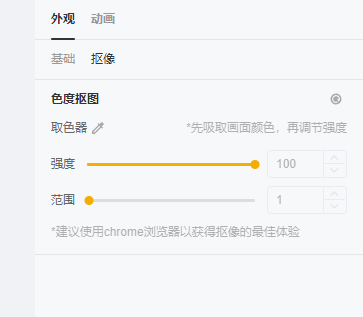 外观 动画
基础 抠像
色度抠图
取色器 *先吸取画面颜色，再调节强度
强度 100
范围 1
*建议使用chrome浏览器以获得抠像的最佳体验